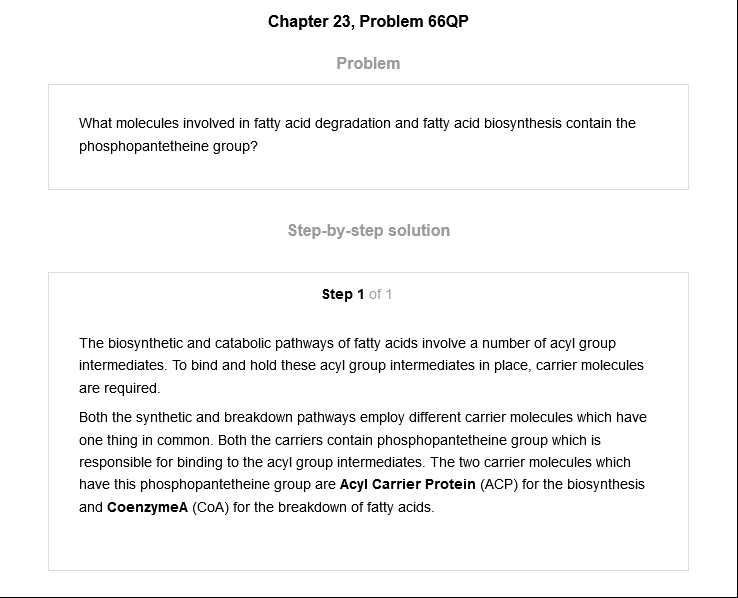 Chapter 23, Problem 66QP
Problem
What molecules involved in fatty acid degradation and fatty acid biosynthesis contain the
phosphopantetheine group?
Step-by-step solution
Step 1 of 1
The biosynthetic and catabolic pathways of fatty acids involve a number of acyl group
intermediates. To bind and hold these acyl group intermediates in place, carrier molecules
are required.
Both the synthetic and breakdown pathways employ different carrier molecules which have
one thing in common. Both the carriers contain phosphopantetheine group which is
responsible for binding to the acyl group intermediates. The two carrier molecules which
have this phosphopantetheine group are Acyl Carrier Protein (ACP) for the biosynthesis
and CoenzymeA (CoA) for the breakdown of fatty acids.